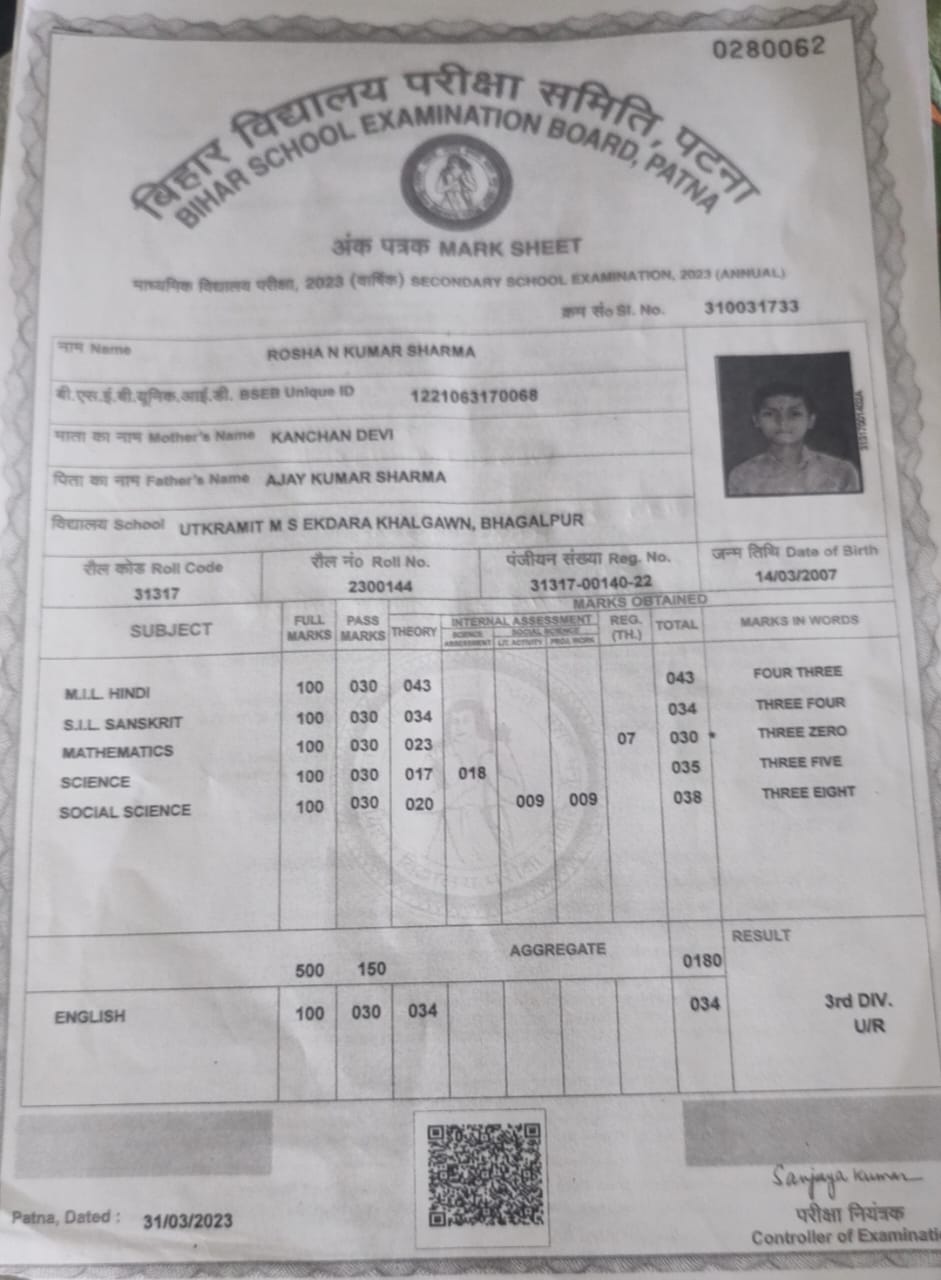 0280062
बिहार विद्यालय परीक्षा समिति, पटना
BIHAR SCHOOL EXAMINATION BOARD, PATNA
अंक पत्रक MARK SHEET
माध्यमिक विद्यालय परीक्षा, 2023 (वार्षिक) SECONDARY SCHOOL EXAMINATION, 2023 (ANNUAL)
क्रम सं० Sl. No. 310031733
नाम Name ROSHA N KUMAR SHARMA
बी.एस.ई.बी.यूनिक.आई.डी. BSEB Unique ID 1221063170068
माता का नाम Mother's Name KANCHAN DEVI
पिता का नाम Father's Name AJAY KUMAR SHARMA
विद्यालय School UTKRAMIT M S EKDARA KHALGAWN, BHAGALPUR
रौल कोड Roll Code रौल नं० Roll No. पंजीयन संख्या Reg. No. जन्म तिथि Date of Birth
31317 2300144 31317-00140-22 14/03/2007
MARKS OBTAINED
SUBJECT FULL MARKS PASS MARKS THEORY INTERNAL ASSESSMENT REG. (TH.) TOTAL MARKS IN WORDS
SCIENCE ASSESSMENT SOCIAL SCIENCE LIT. ACTIVITY PROJ. WORK
M.I.L. HINDI 100 030 043 043 FOUR THREE
S.I.L. SANSKRIT 100 030 034 034 THREE FOUR
MATHEMATICS 100 030 023 07 030 * THREE ZERO
SCIENCE 100 030 017 018 035 THREE FIVE
SOCIAL SCIENCE 100 030 020 009 009 038 THREE EIGHT
500 150 AGGREGATE 0180 RESULT
ENGLISH 100 030 034 034 3rd DIV.
U/R
Sanjaya Kumar
Patna, Dated : 31/03/2023
परीक्षा नियंत्रक
Controller of Examinati